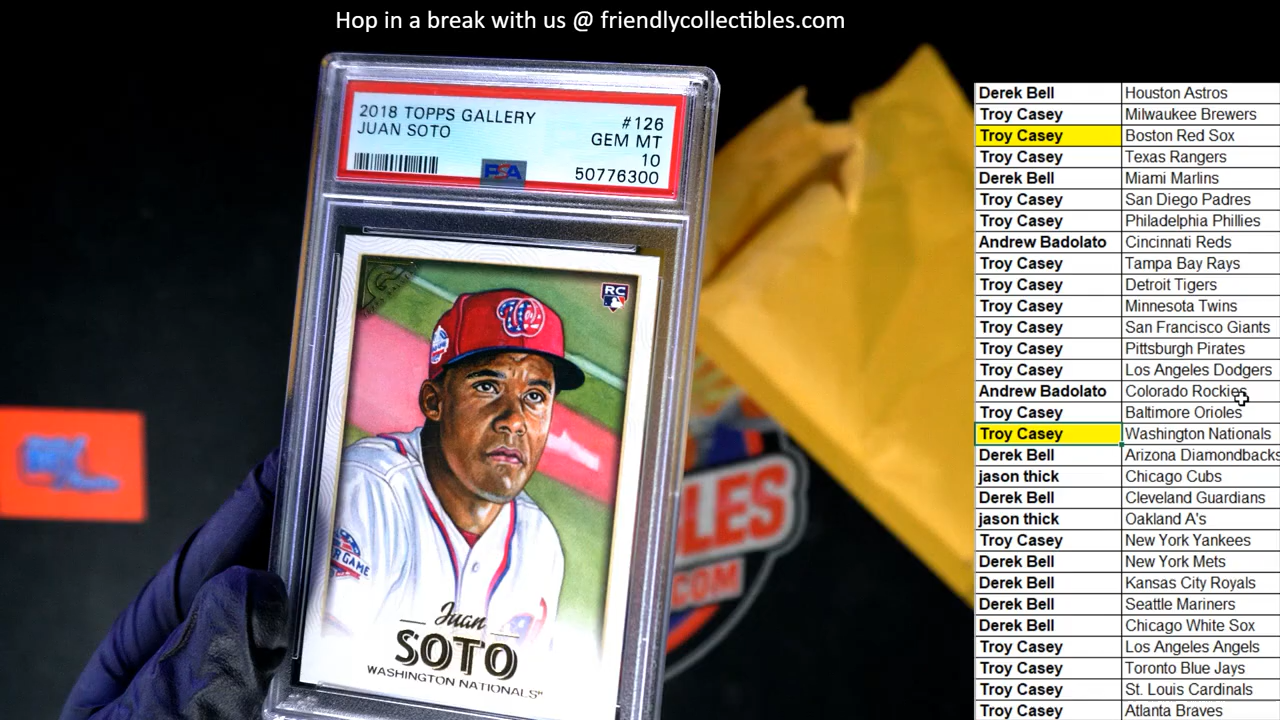 Hop in a break with us @ friendlycollectibles.com
2018 TOPPS GALLERY #126
JUAN SOTO GEM MT
10
PSA 50776300
RC
GAME
Juan
SOTO
WASHINGTON NATIONALS™
LES
COM
Derek Bell Houston Astros
Troy Casey Milwaukee Brewers
Troy Casey Boston Red Sox
Troy Casey Texas Rangers
Derek Bell Miami Marlins
Troy Casey San Diego Padres
Troy Casey Philadelphia Phillies
Andrew Badolato Cincinnati Reds
Troy Casey Tampa Bay Rays
Troy Casey Detroit Tigers
Troy Casey Minnesota Twins
Troy Casey San Francisco Giants
Troy Casey Pittsburgh Pirates
Troy Casey Los Angeles Dodgers
Andrew Badolato Colorado Rockies
Troy Casey Baltimore Orioles
Troy Casey Washington Nationals
Derek Bell Arizona Diamondbacks
jason thick Chicago Cubs
Derek Bell Cleveland Guardians
jason thick Oakland A's
Troy Casey New York Yankees
Derek Bell New York Mets
Derek Bell Kansas City Royals
Derek Bell Seattle Mariners
Derek Bell Chicago White Sox
Troy Casey Los Angeles Angels
Troy Casey Toronto Blue Jays
Troy Casey St. Louis Cardinals
Troy Casey Atlanta Braves